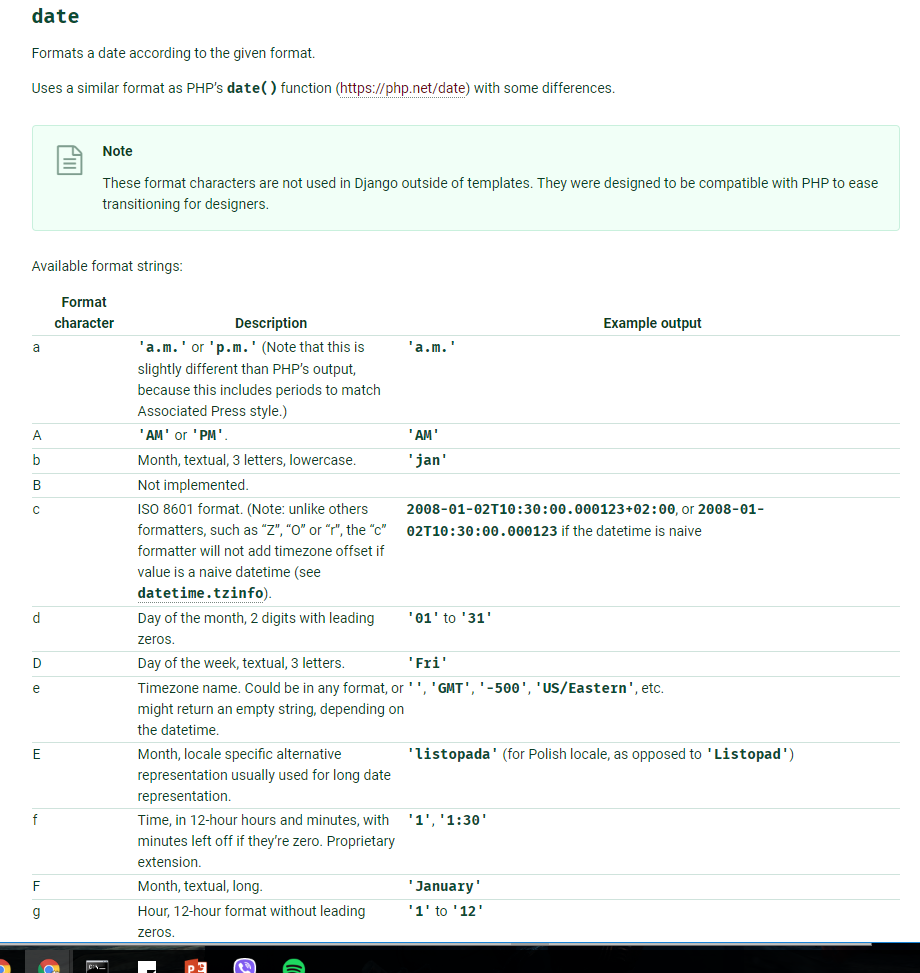 date
Formats a date according to the given format.
Uses a similar format as PHP's date() function (https://php.net/date) with some differences.
Note
These format characters are not used in Django outside of templates. They were designed to be compatible with PHP to ease
transitioning for designers.
Available format strings:
Format
character Description Example output
a 'a.m.' or 'p.m.' (Note that this is 'a.m.'
slightly different than PHP's output,
because this includes periods to match
Associated Press style.)
A 'AM' or 'PM'. 'AM'
b Month, textual, 3 letters, lowercase. 'jan'
B Not implemented.
c ISO 8601 format. (Note: unlike others 2008-01-02T10:30:00.000123+02:00, or 2008-01-
formatters, such as “Z”, “O” or “r”, the “c” 02T10:30:00.000123 if the datetime is naive
formatter will not add timezone offset if
value is a naive datetime (see
datetime.tzinfo).
d Day of the month, 2 digits with leading '01' to '31'
zeros.
D Day of the week, textual, 3 letters. 'Fri'
e Timezone name. Could be in any format, or '', 'GMT', '-500', 'US/Eastern', etc.
might return an empty string, depending on
the datetime.
E Month, locale specific alternative 'listopada' (for Polish locale, as opposed to 'Listopad')
representation usually used for long date
representation.
f Time, in 12-hour hours and minutes, with '1', '1:30'
minutes left off if they're zero. Proprietary
extension.
F Month, textual, long. 'January'
g Hour, 12-hour format without leading '1' to '12'
zeros.